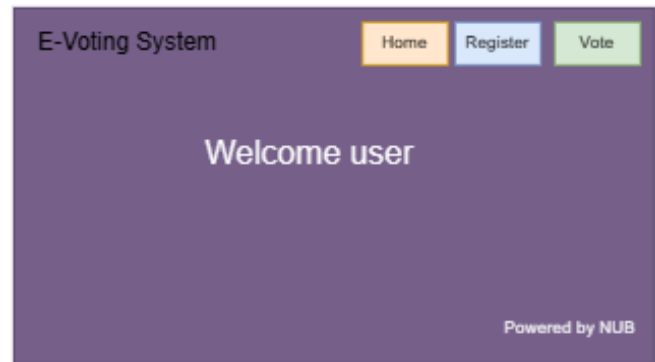 E-Voting System
Home
Register
Vote
Welcome user
Powered by NUB